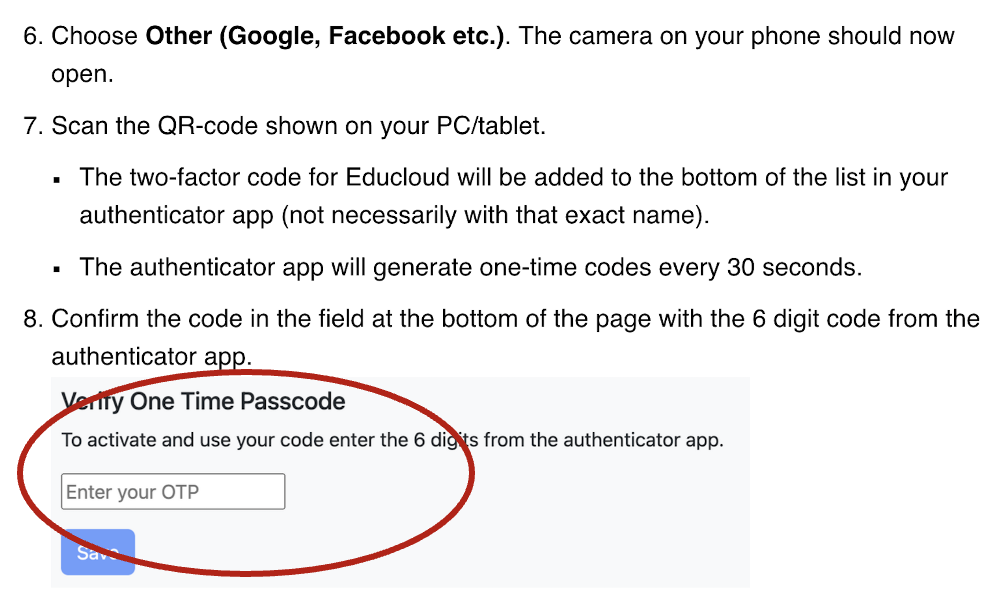 6. Choose Other (Google, Facebook etc.). The camera on your phone should now
open.
7. Scan the QR-code shown on your PC/tablet.
▪ The two-factor code for Educloud will be added to the bottom of the list in your
authenticator app (not necessarily with that exact name).
▪ The authenticator app will generate one-time codes every 30 seconds.
8. Confirm the code in the field at the bottom of the page with the 6 digit code from the
authenticator app.
Verify One Time Passcode
To activate and use your code enter the 6 digits from the authenticator app.
Enter your OTP
Save